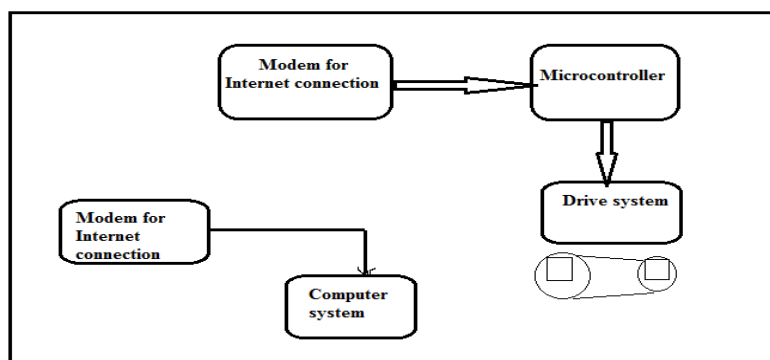 Modem for
Internet connection
Microcontroller
Drive system
Modem for
Internet
connection
Computer
system